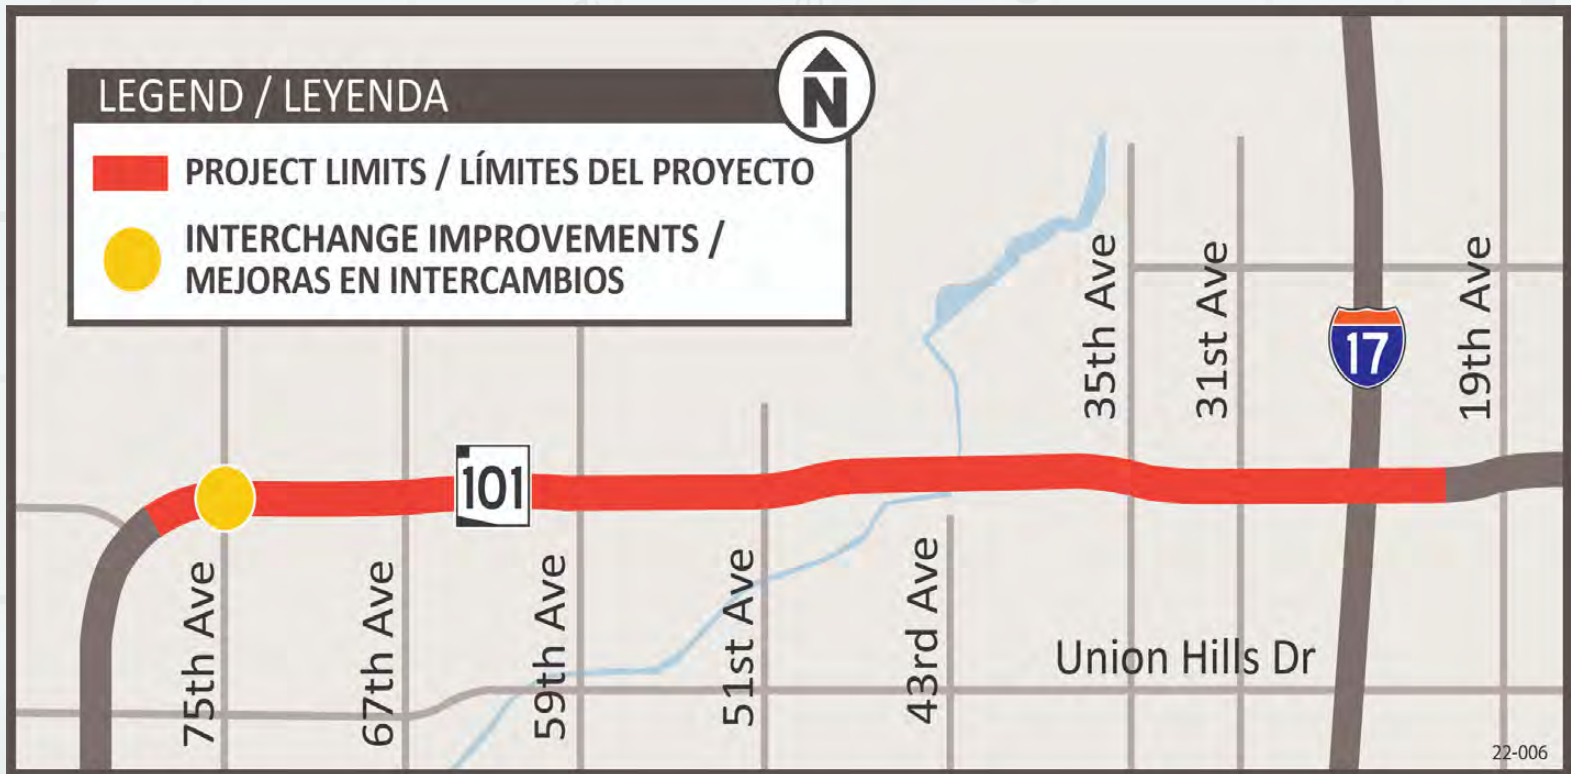 LEGEND / LEYENDA
N
PROJECT LIMITS / LÍMITES DEL PROYECTO
INTERCHANGE IMPROVEMENTS /
MEJORAS EN INTERCAMBIOS
35th Ave
31st Ave
17
19th Ave
101
75th Ave
67th Ave
59th Ave
51st Ave
43rd Ave
Union Hills Dr
22-006